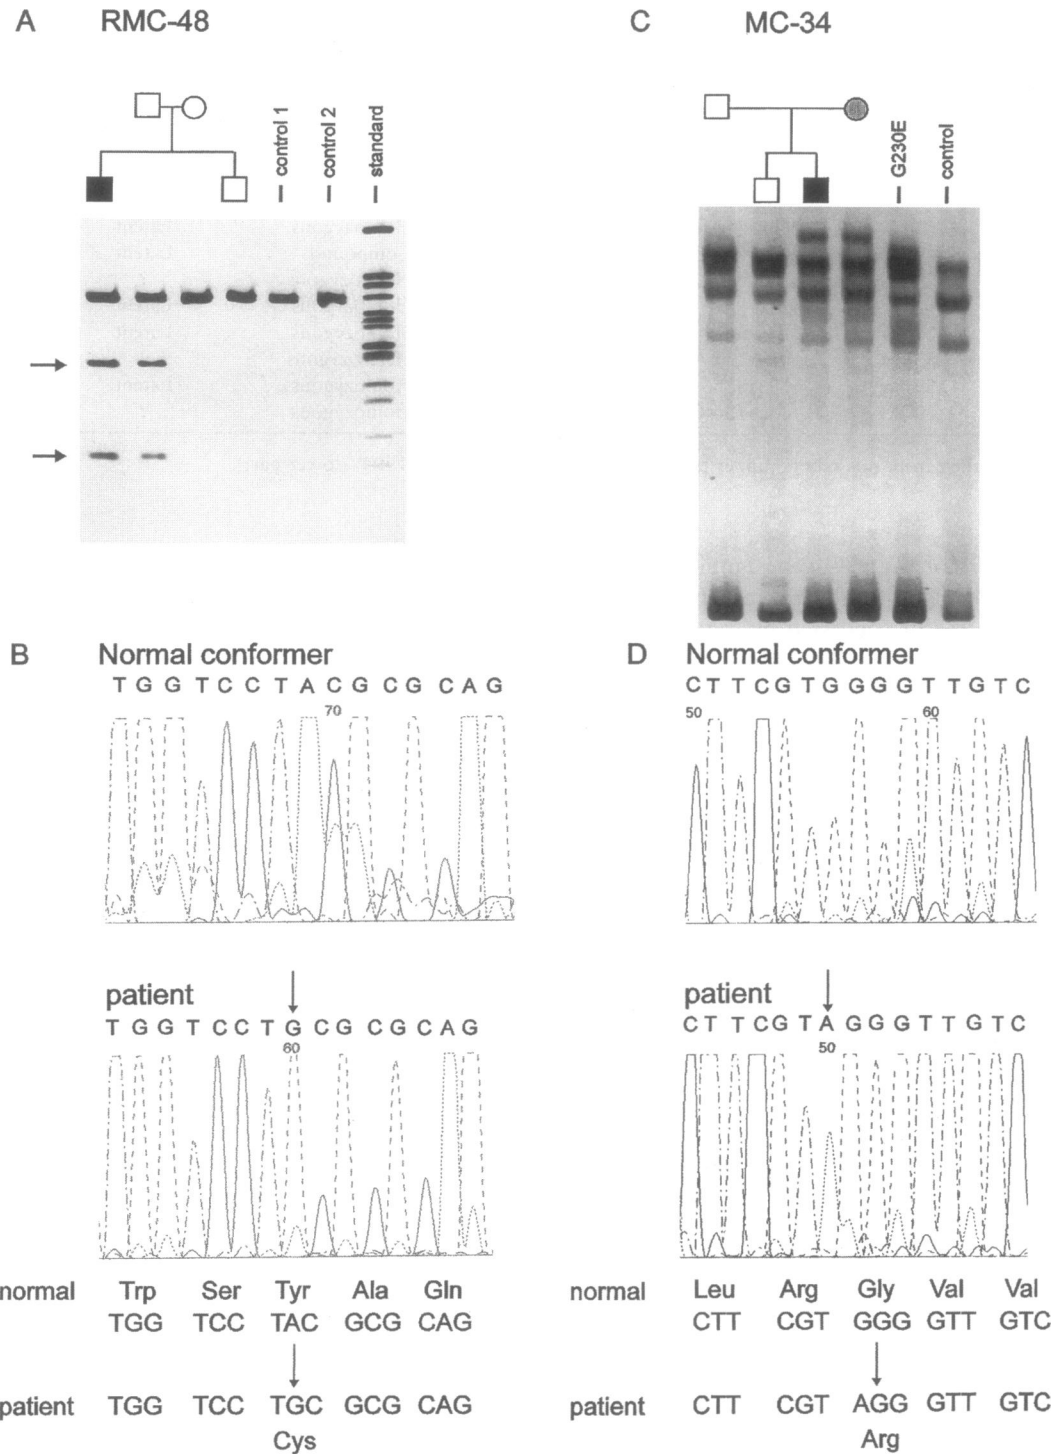 A RMC-48
control 1
control 2
standard
C MC-34
G230E
control
B Normal conformer
T G G T C C T A C G C G C A G
70
patient
T G G T C C T G C G C G C A G
60
normal Trp Ser Tyr Ala Gln
TGG TCC TAC GCG CAG
patient TGG TCC TGC GCG CAG
Cys
D Normal conformer
C T T C G T G G G G T T G T C
50 60
patient
C T T C G T A G G G T T G T C
50
normal Leu Arg Gly Val Val
CTT CGT GGG GTT GTC
patient CTT CGT AGG GTT GTC
Arg